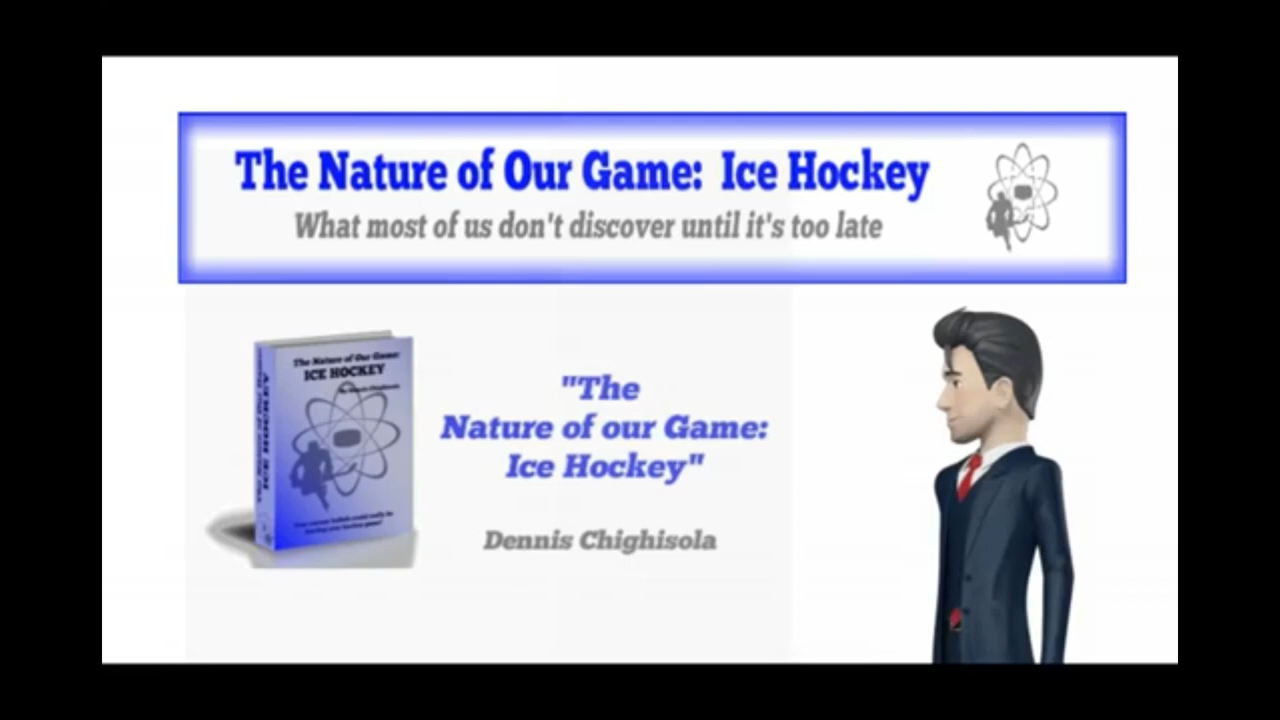 The Nature of Our Game: Ice Hockey
What most of us don't discover until it's too late
The Nature of Our Game:
ICE HOCKEY
"The
Nature of our Game:
Ice Hockey"
Dennis Chighisola